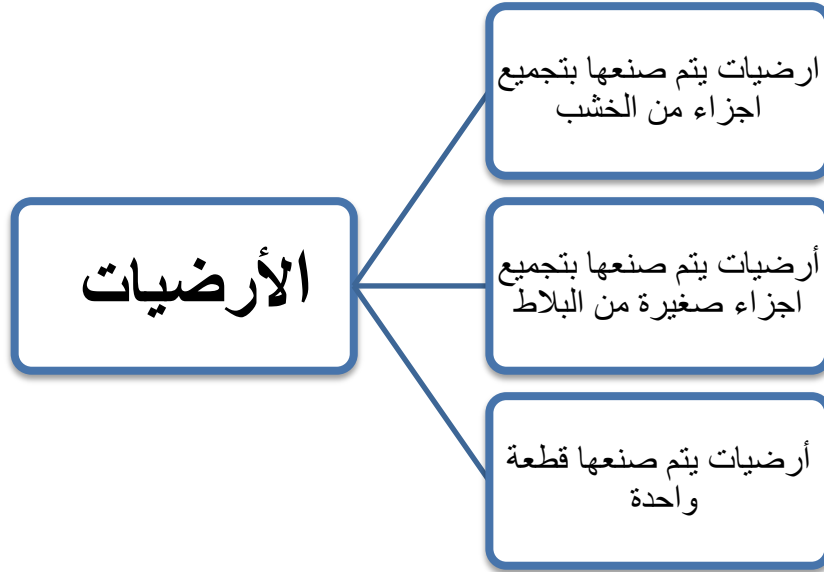 الأرضيات
ارضيات يتم صنعها بتجميع
اجزاء من الخشب
أرضيات يتم صنعها بتجميع
اجزاء صغيرة من البلاط
أرضيات يتم صنعها قطعة
واحدة